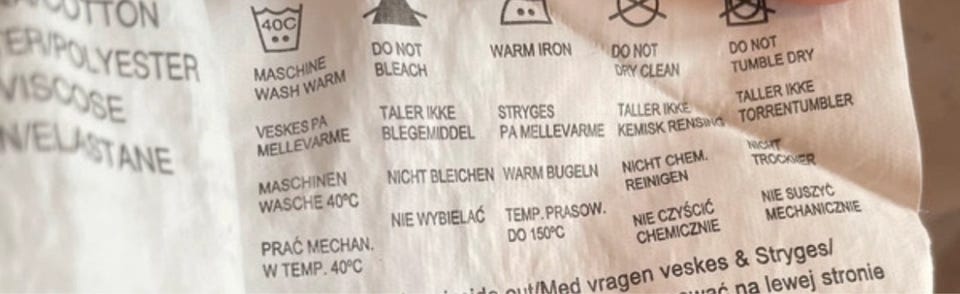 COTTON
ER/POLYESTER
VISCOSE
N/ELASTANE
40C
MASCHINE
WASH WARM
VESKES PA
MELLEVARME
MASCHINEN
WASCHE 40ºC
PRAĆ MECHAN.
W TEMP. 40ºC
DO NOT
BLEACH
TALER IKKE
BLEGEMIDDEL
NICHT BLEICHEN
NIE WYBIELAĆ
WARM IRON
STRYGES
PA MELLEVARME
WARM BUGELN
TEMP. PRASOW.
DO 150ºC
DO NOT
DRY CLEAN
TALLER IKKE
KEMISK RENSING
NICHT CHEM.
REINIGEN
NIE CZYŚCIĆ
CHEMICZNIE
DO NOT
TUMBLE DRY
TALLER IKKE
TORRENTUMBLER
NICHT
TROCKNER
NIE SUSZYĆ
MECHANICZNIE
out/Med vragen veskes & Stryges/
na lewej stronie